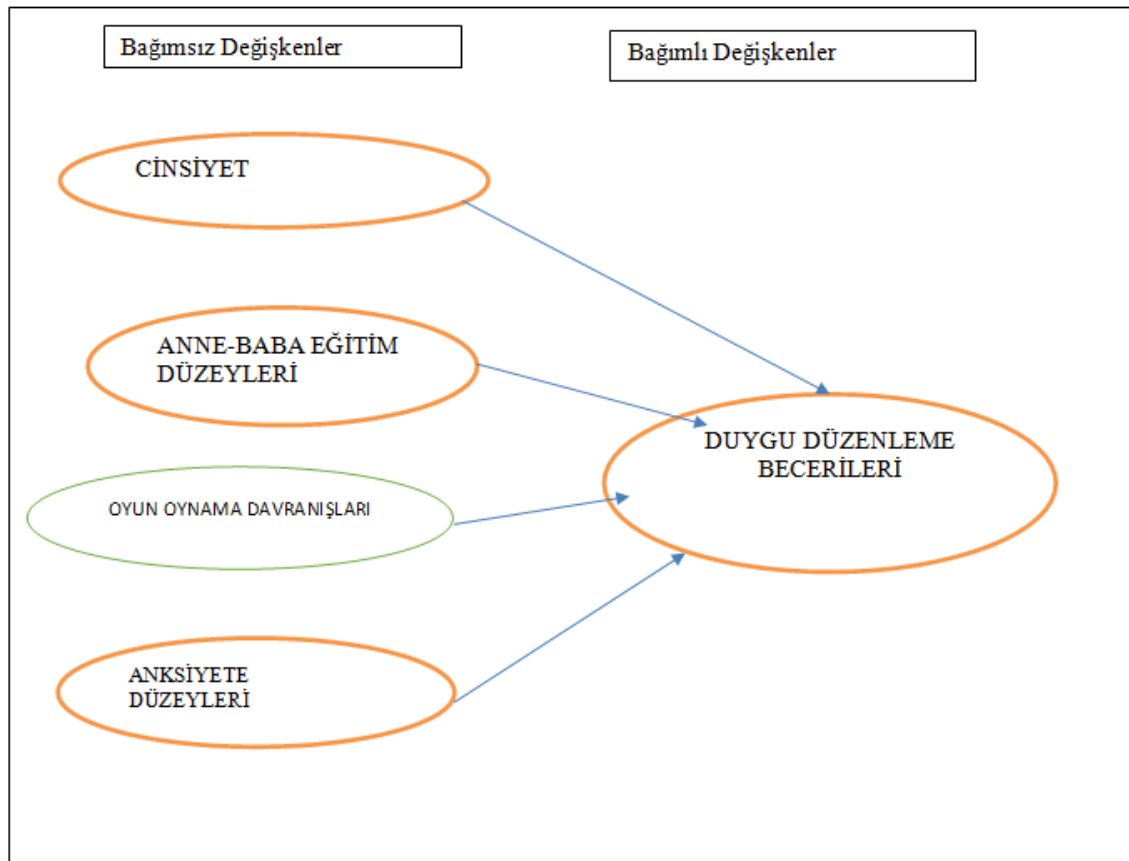 Bağımsız Değişkenler
Bağımlı Değişkenler
CİNSİYET
ANNE-BABA EĞİTİM
DÜZEYLERİ
DUYGU DÜZENLEME
BECERİLERİ
OYUN OYNAMA DAVRANIŞLARI
ANKSİYETE
DÜZEYLERİ